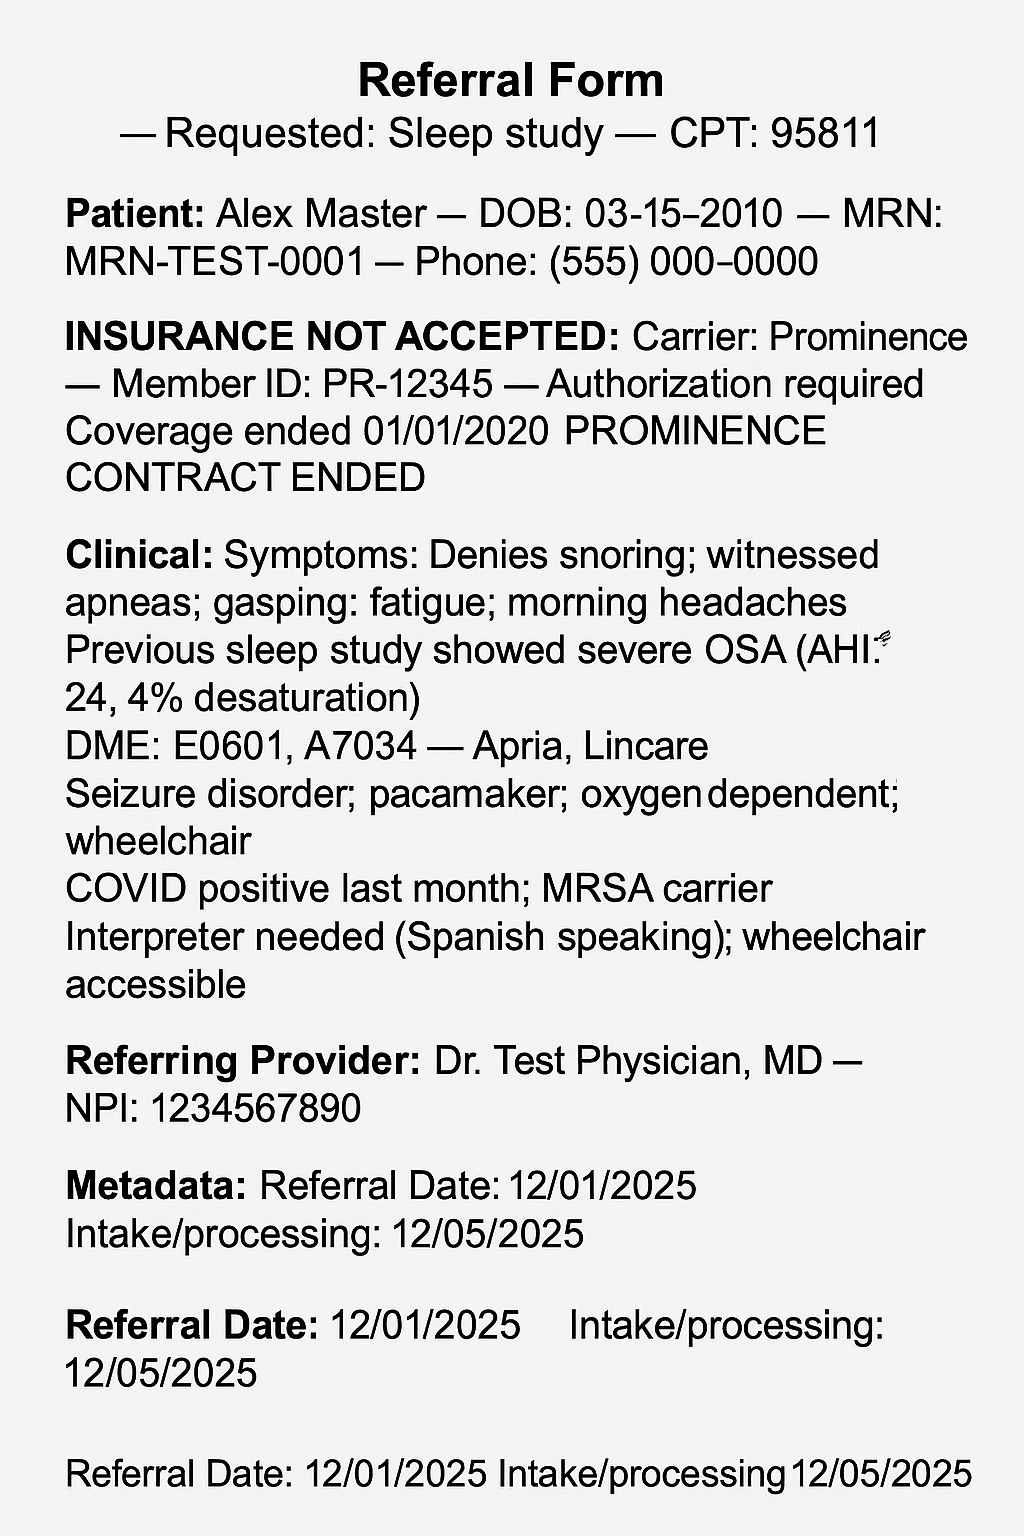 Referral Form
— Requested: Sleep study — CPT: 95811
Patient: Alex Master — DOB: 03-15–2010 — MRN:
MRN-TEST-0001 — Phone: (555) 000–0000
INSURANCE NOT ACCEPTED: Carrier: Prominence
— Member ID: PR-12345 — Authorization required
Coverage ended 01/01/2020 PROMINENCE
CONTRACT ENDED
Clinical: Symptoms: Denies snoring; witnessed
apneas; gasping: fatigue; morning headaches
Previous sleep study showed severe OSA (AHI:
24, 4% desaturation)
DME: E0601, A7034 — Apria, Lincare
Seizure disorder; pacamaker; oxygen dependent;
wheelchair
COVID positive last month; MRSA carrier
Interpreter needed (Spanish speaking); wheelchair
accessible
Referring Provider: Dr. Test Physician, MD —
NPI: 1234567890
Metadata: Referral Date: 12/01/2025
Intake/processing: 12/05/2025
Referral Date: 12/01/2025 Intake/processing:
12/05/2025
Referral Date: 12/01/2025 Intake/processing 12/05/2025